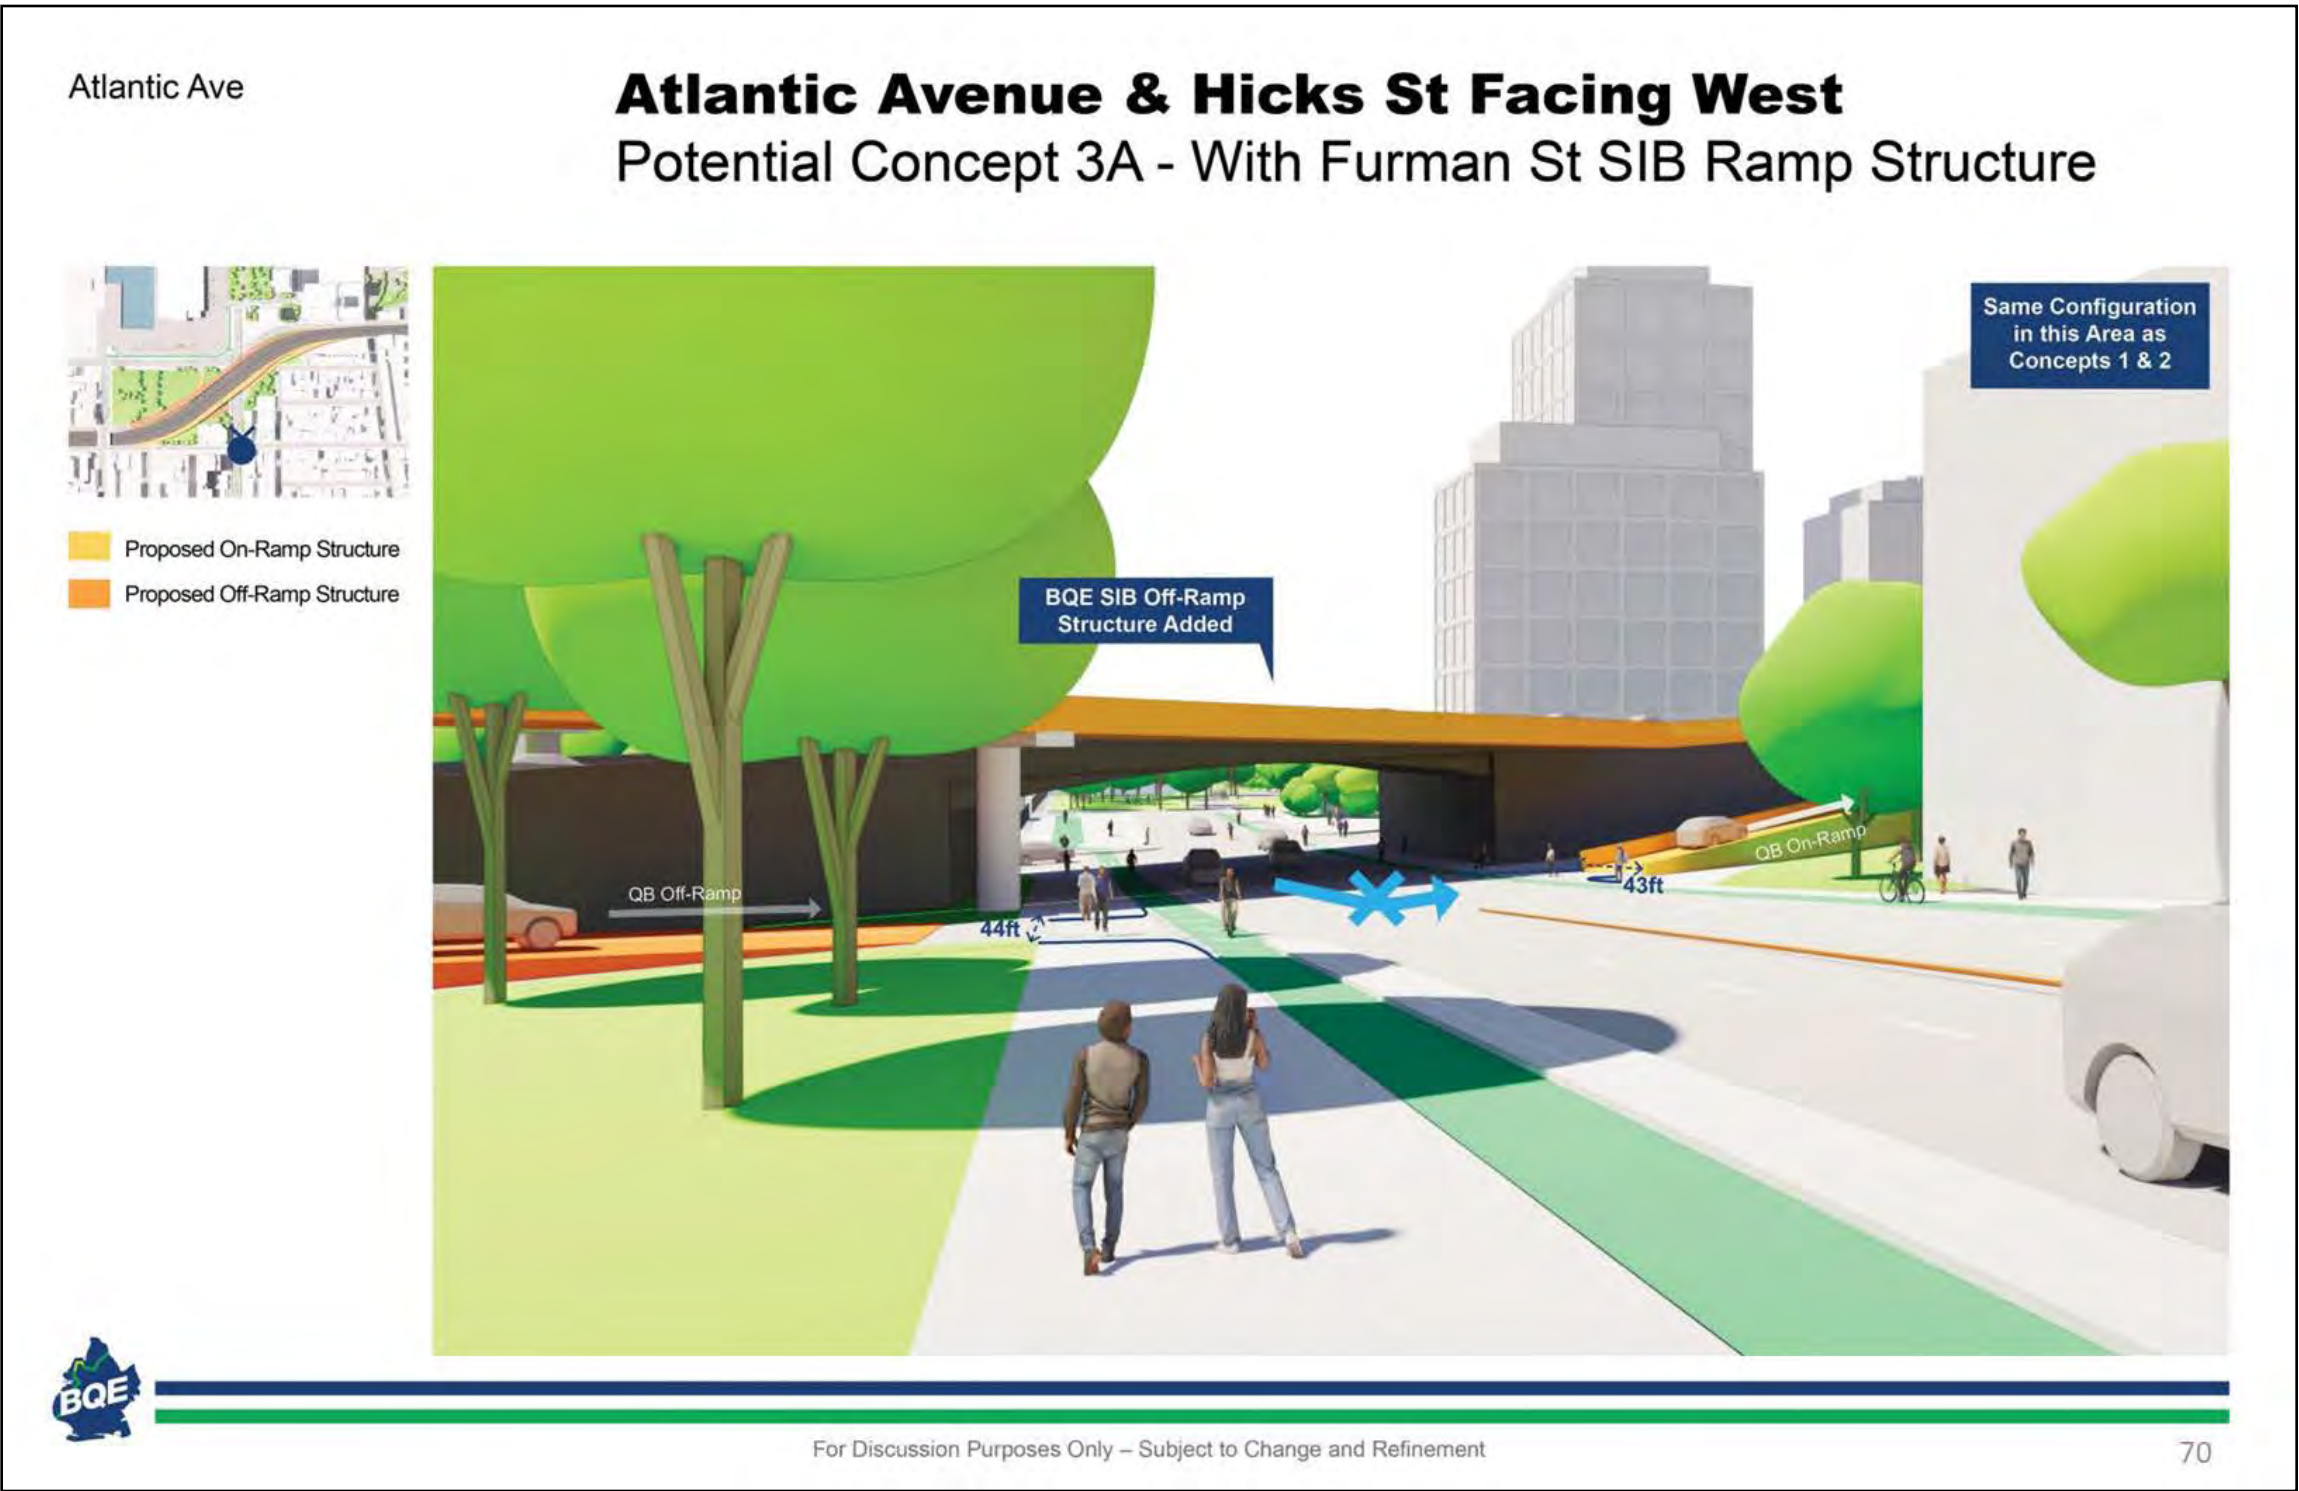 Atlantic Ave
Atlantic Avenue & Hicks St Facing West
Potential Concept 3A - With Furman St SIB Ramp Structure
Proposed On-Ramp Structure
Proposed Off-Ramp Structure
Same Configuration
in this Area as
Concepts 1 & 2
BQE SIB Off-Ramp
Structure Added
QB On-Ramp
43ft
QB Off-Ramp
44ft
BQE
For Discussion Purposes Only – Subject to Change and Refinement
70